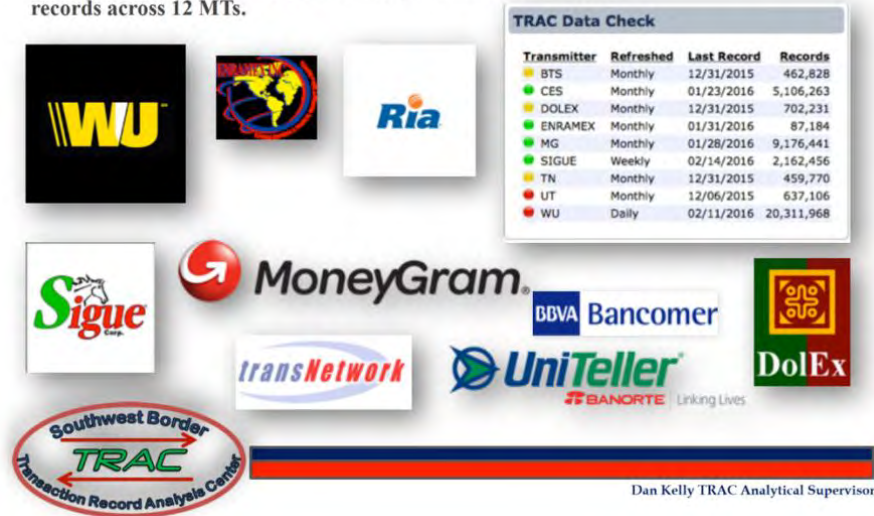 records across 12 MTs.
TRAC Data Check
Transmitter Refreshed Last Record Records
BTS Monthly 12/31/2015 462,828
CES Monthly 01/23/2016 5,106,263
DOLEX Monthly 12/31/2015 702,231
ENRAMEX Monthly 01/31/2016 87,184
MG Monthly 01/28/2016 9,176,441
SIGUE Weekly 02/14/2016 2,162,456
TN Monthly 12/31/2015 459,770
UT Monthly 12/06/2015 637,106
WU Daily 02/11/2016 20,311,968
WU
Ria
Sigue
Corp.
MoneyGram.
BBVA Bancomer
DolEx
transNetwork
UniTeller
BANORTE Linking Lives
Southwest Border
TRAC
Transaction Record Analysis Center
Dan Kelly TRAC Analytical Supervisor